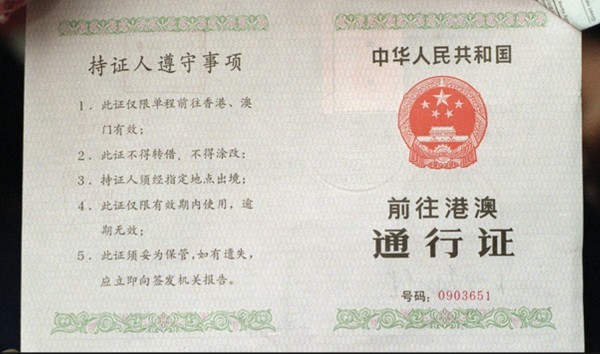 持证人遵守事项
1．此证仅限单程前往香港、澳
门有效；
2．此证不得转借、不得涂改；
3．持证人须经指定地点出境；
4．此证仅限有效期内使用，逾
期无效；
5．此证须妥为保管，如有遗失，
应立即向签发机关报告。
中华人民共和国
前往港澳
通行证
号码：0903651